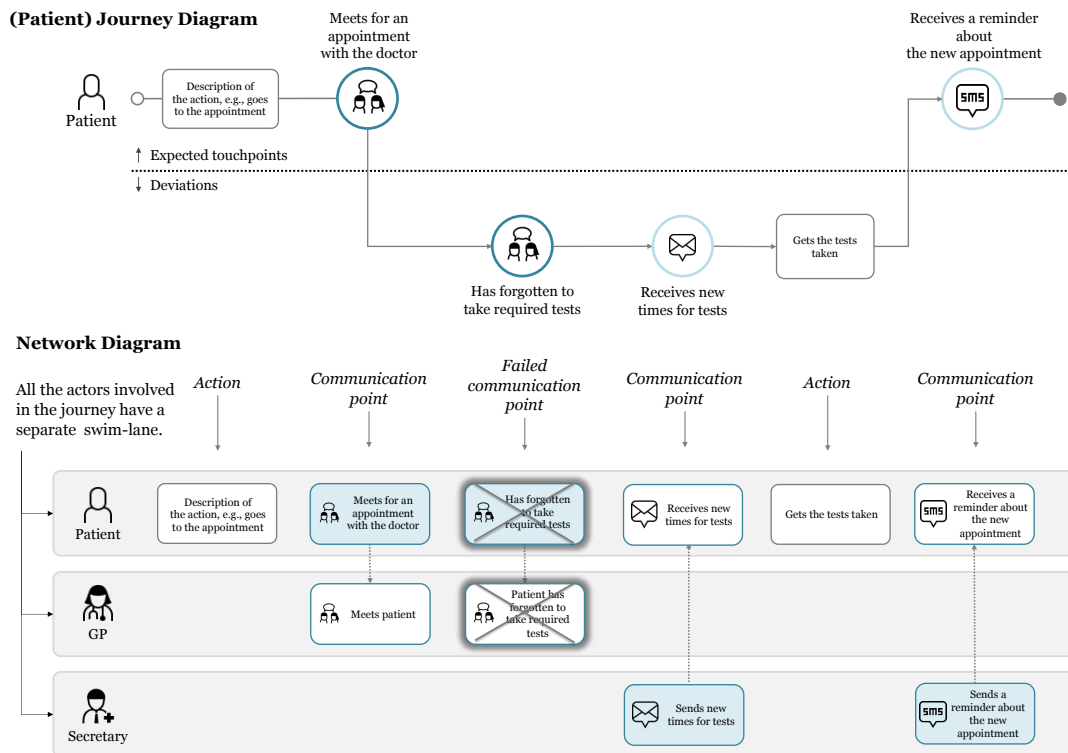 (Patient) Journey Diagram
Meets for an
appointment
with the doctor
Receives a reminder
about
the new appointment
Patient
Description of
the action, e.g., goes
to the appointment
SMS
↑ Expected touchpoints
↓ Deviations
Has forgotten to
take required tests
Receives new
times for tests
Gets the tests
taken
Network Diagram
All the actors involved
in the journey have a
separate swim-lane.
Action
Communication
point
Failed
communication
point
Communication
point
Action
Communication
point
Patient
Description of
the action, e.g., goes
to the appointment
Meets for an
appointment
with the doctor
Has forgotten
to take
required tests
Receives new
times for tests
Gets the tests taken
SMS
Receives a
reminder about
the new
appointment
GP
Meets patient
Patient has
forgotten to
take required
tests
Secretary
Sends new
times for tests
SMS
Sends a
reminder about
the new
appointment